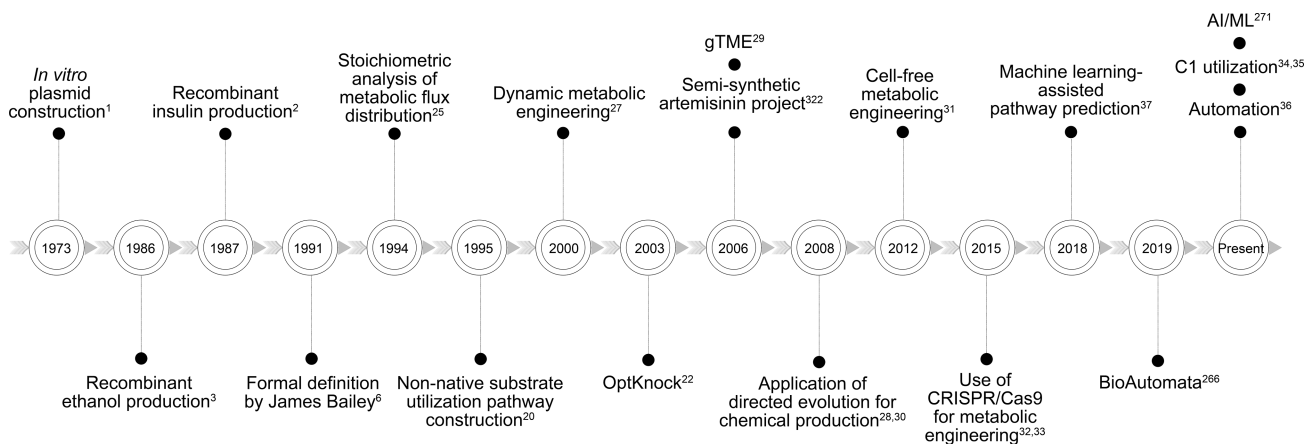 In vitro
plasmid
construction1
Recombinant
insulin production2
Stoichiometric
analysis of
metabolic flux
distribution25
Dynamic metabolic
engineering27
gTME29
Semi-synthetic
artemisinin project322
Cell-free
metabolic
engineering31
Machine learning-
assisted
pathway prediction37
AI/ML271
C1 utilization34,35
Automation36
1973
1986
1987
1991
1994
1995
2000
2003
2006
2008
2012
2015
2018
2019
Present
Recombinant
ethanol production3
Formal definition
by James Bailey6
Non-native substrate
utilization pathway
construction20
OptKnock22
Application of
directed evolution for
chemical production28,30
Use of
CRISPR/Cas9
for metabolic
engineering32,33
BioAutomata266